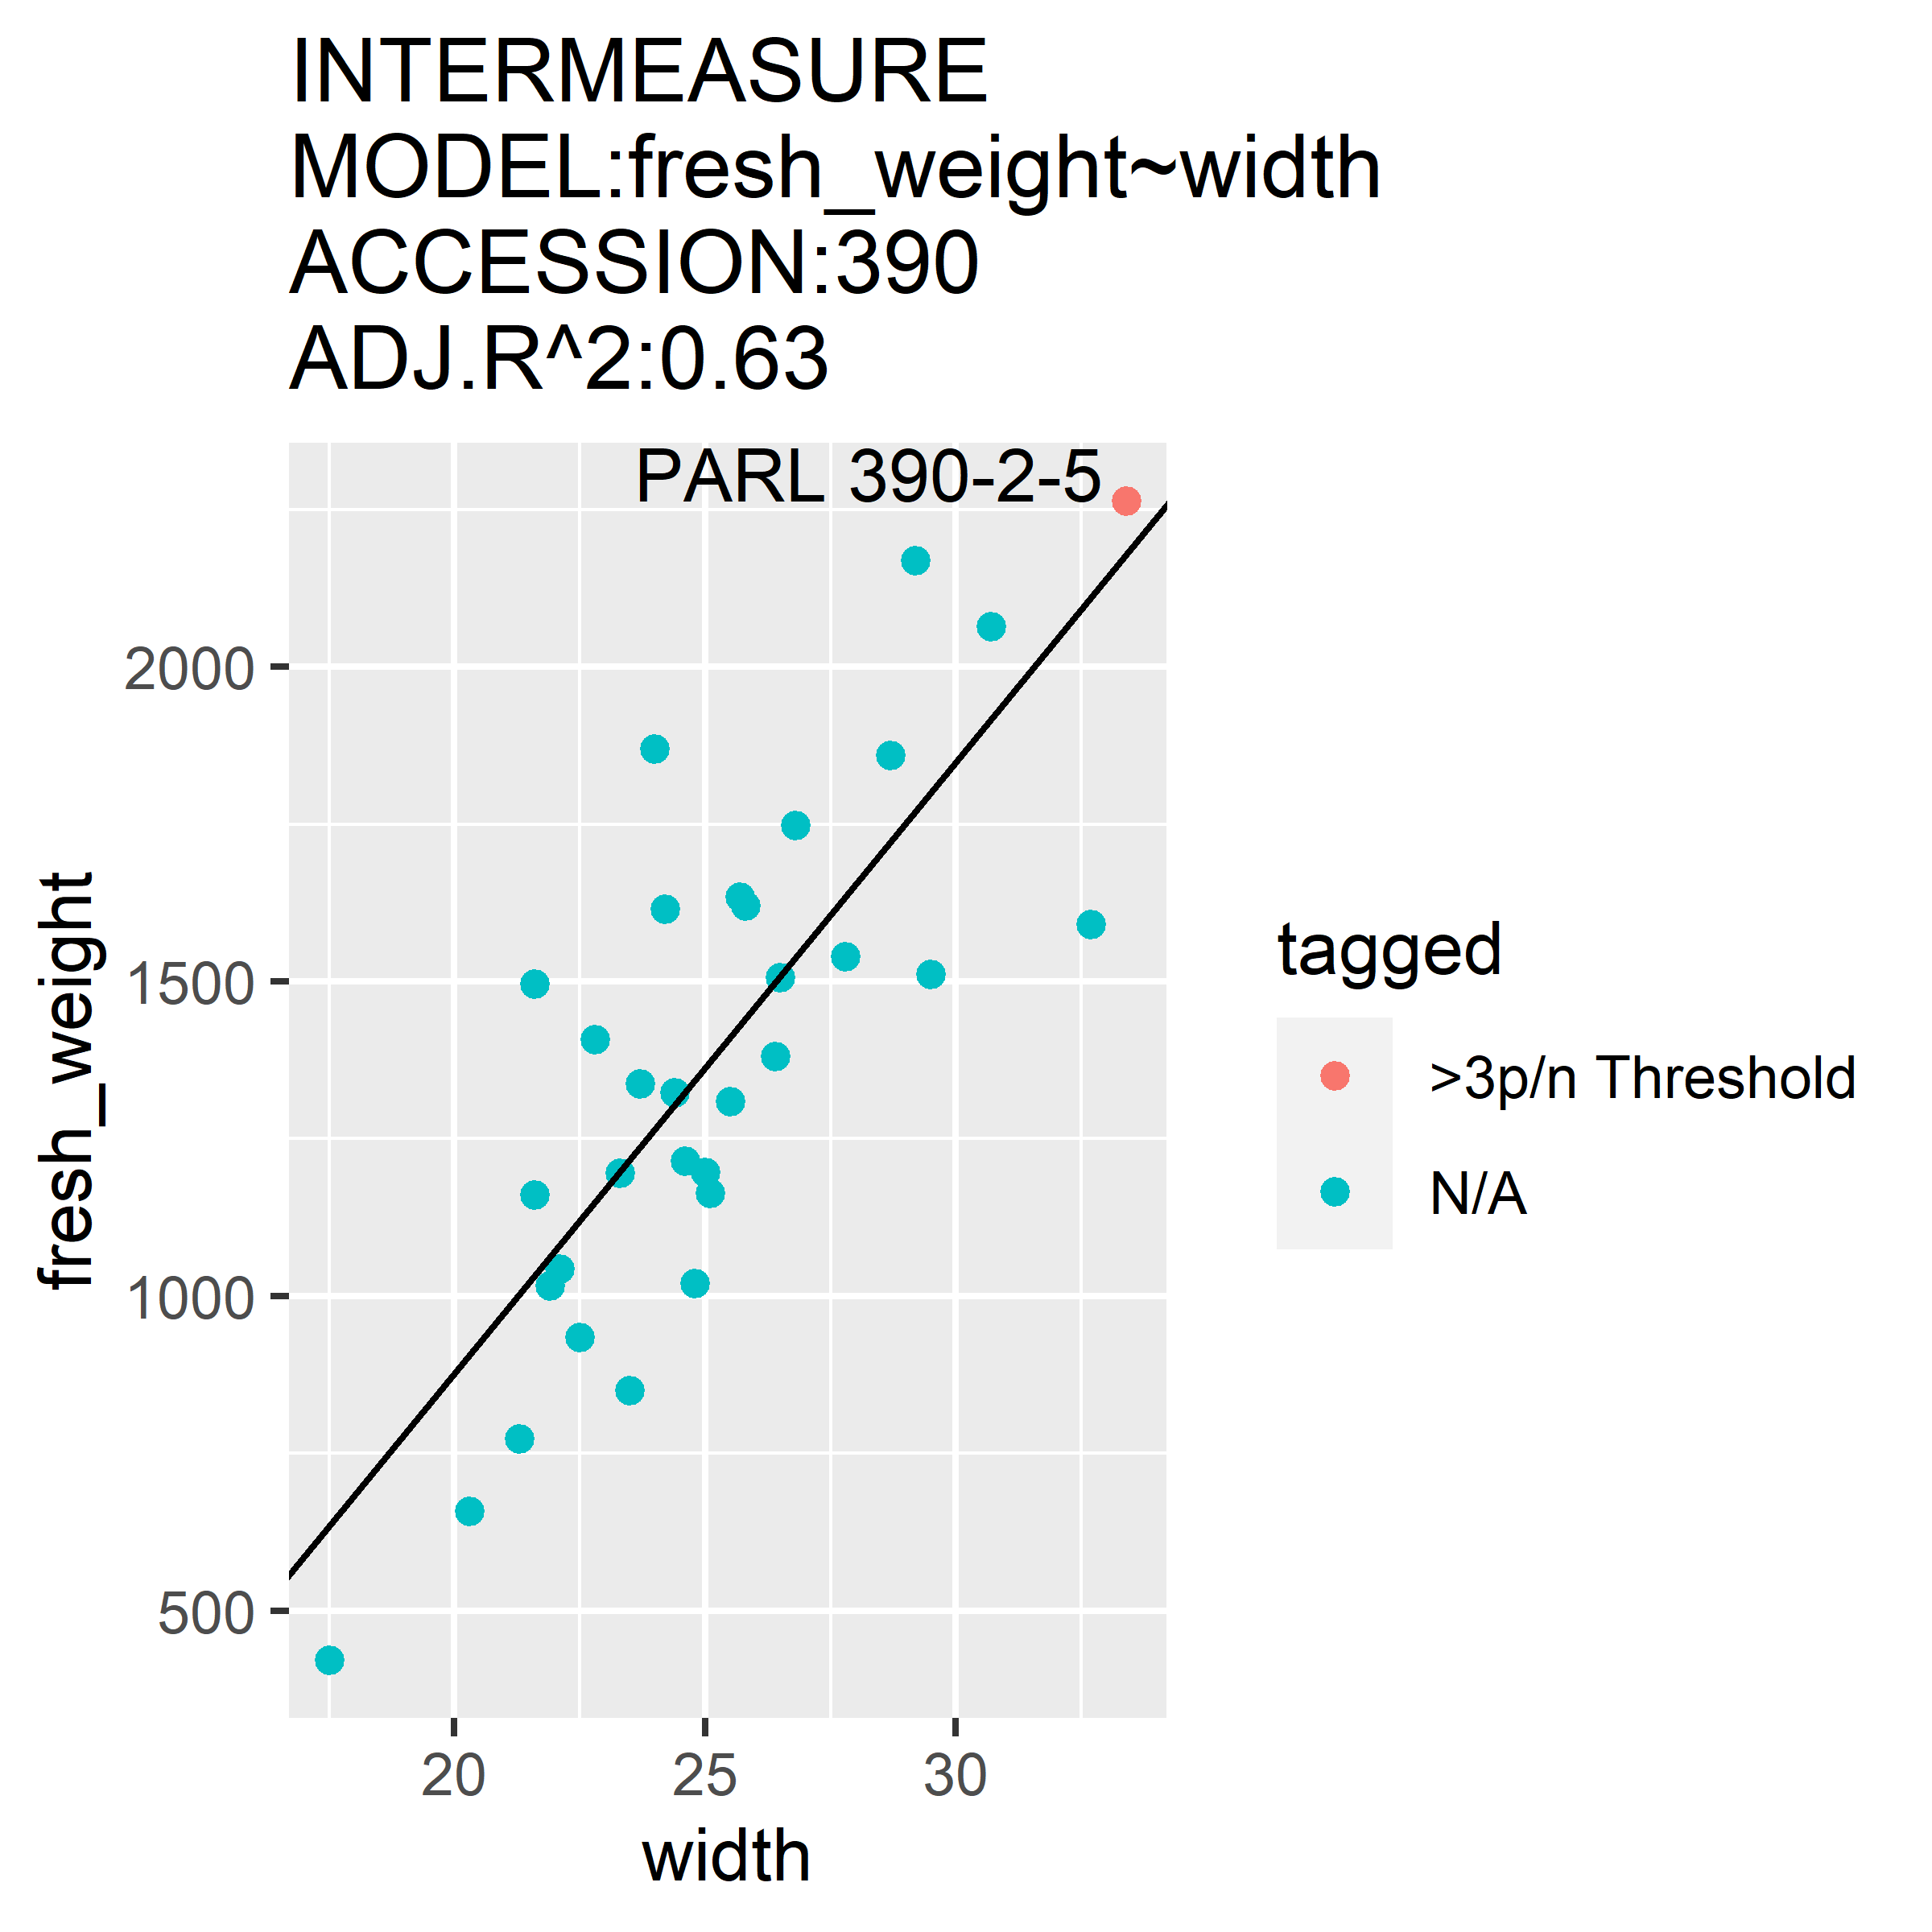 INTERMEASURE
MODEL:fresh_weight~width
ACCESSION:390
ADJ.R^2:0.63
PARL 390-2-5
2000
1500
1000
500
fresh_weight
20 25 30
width
tagged
>3p/n Threshold
N/A